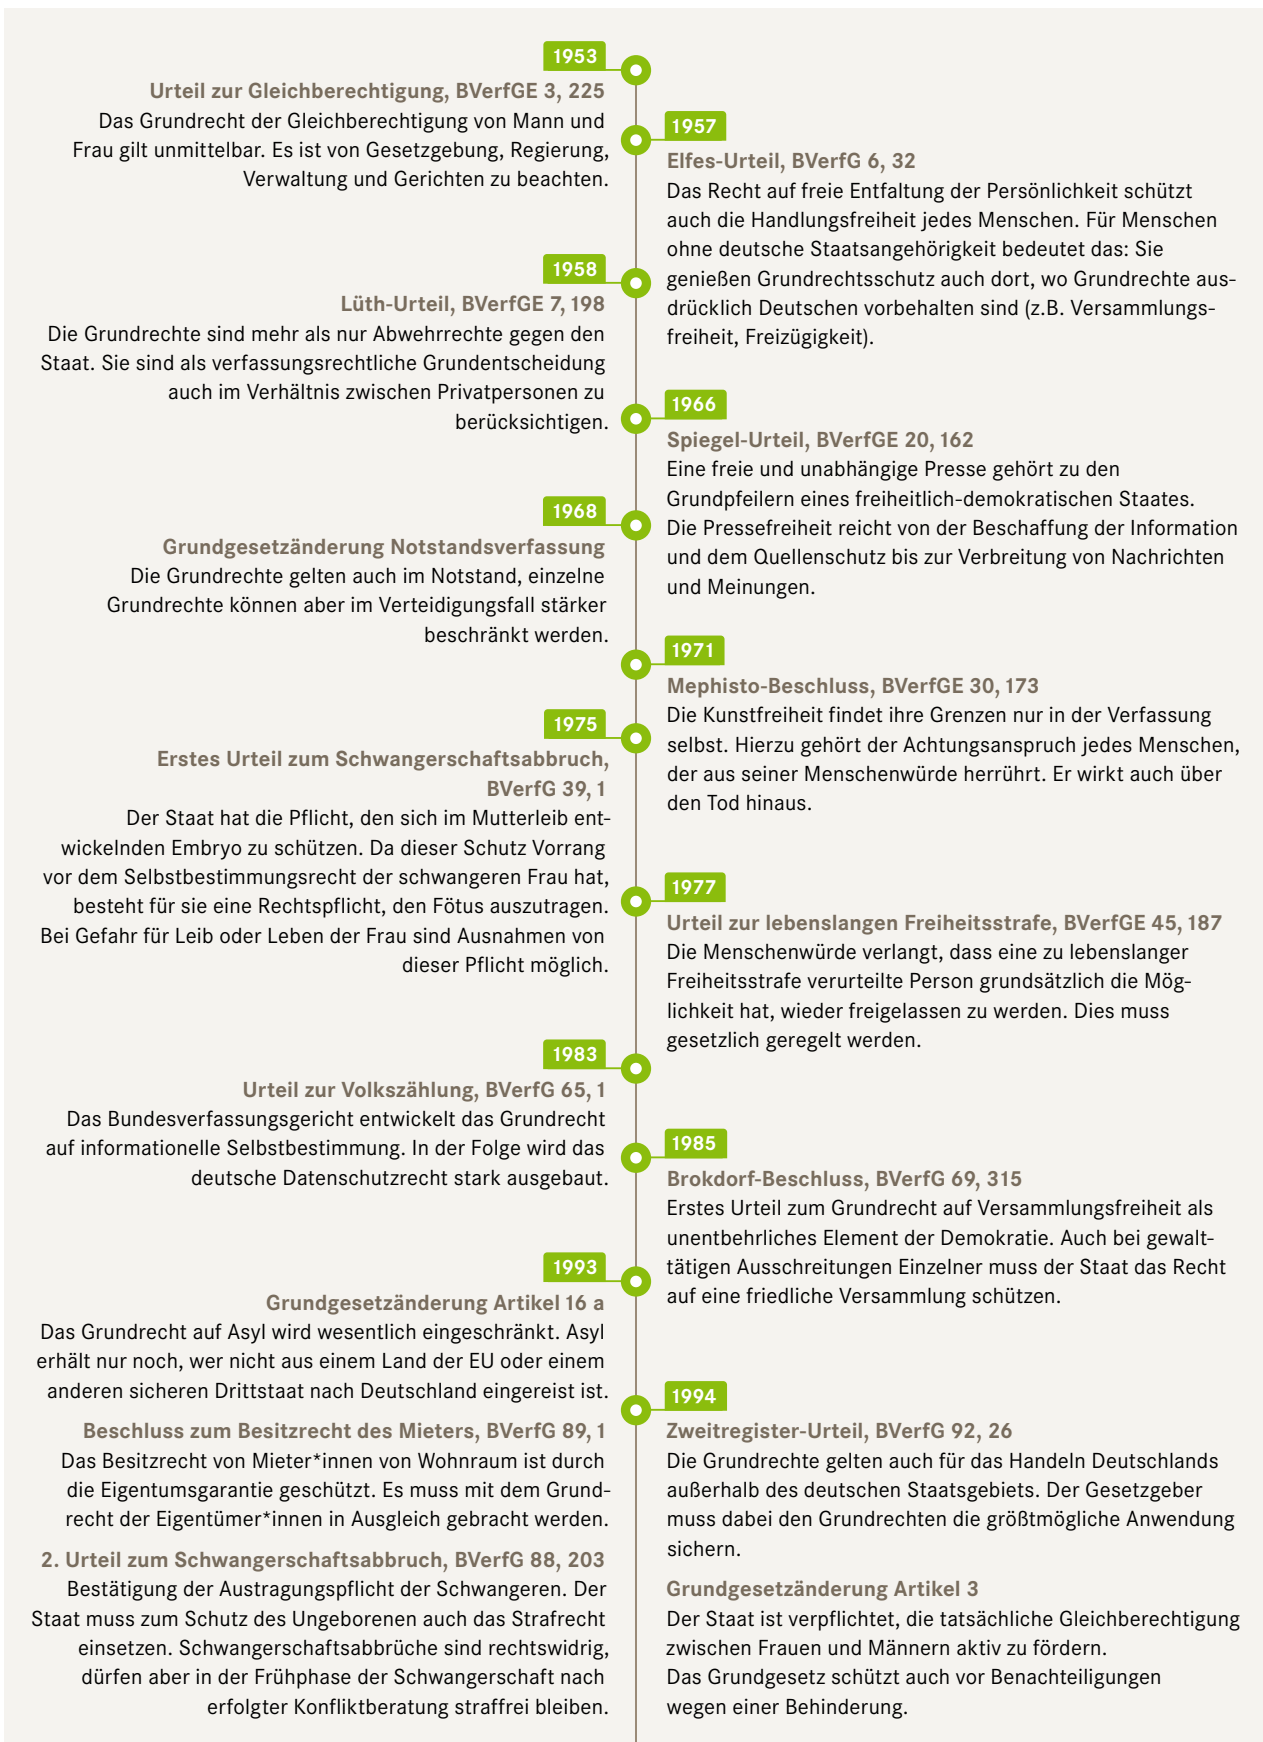 1953
Urteil zur Gleichberechtigung, BVerfGE 3, 225
Das Grundrecht der Gleichberechtigung von Mann und
Frau gilt unmittelbar. Es ist von Gesetzgebung, Regierung,
Verwaltung und Gerichten zu beachten.
1957
Elfes-Urteil, BVerfG 6, 32
Das Recht auf freie Entfaltung der Persönlichkeit schützt
auch die Handlungsfreiheit jedes Menschen. Für Menschen
ohne deutsche Staatsangehörigkeit bedeutet das: Sie
genießen Grundrechtsschutz auch dort, wo Grundrechte aus-
drücklich Deutschen vorbehalten sind (z.B. Versammlungs-
freiheit, Freizügigkeit).
1958
Lüth-Urteil, BVerfGE 7, 198
Die Grundrechte sind mehr als nur Abwehrrechte gegen den
Staat. Sie sind als verfassungsrechtliche Grundentscheidung
auch im Verhältnis zwischen Privatpersonen zu
berücksichtigen.
1966
Spiegel-Urteil, BVerfGE 20, 162
Eine freie und unabhängige Presse gehört zu den
Grundpfeilern eines freiheitlich-demokratischen Staates.
Die Pressefreiheit reicht von der Beschaffung der Information
und dem Quellenschutz bis zur Verbreitung von Nachrichten
und Meinungen.
1968
Grundgesetzänderung Notstandsverfassung
Die Grundrechte gelten auch im Notstand, einzelne
Grundrechte können aber im Verteidigungsfall stärker
beschränkt werden.
1971
Mephisto-Beschluss, BVerfGE 30, 173
Die Kunstfreiheit findet ihre Grenzen nur in der Verfassung
selbst. Hierzu gehört der Achtungsanspruch jedes Menschen,
der aus seiner Menschenwürde herrührt. Er wirkt auch über
den Tod hinaus.
1975
Erstes Urteil zum Schwangerschaftsabbruch,
BVerfG 39, 1
Der Staat hat die Pflicht, den sich im Mutterleib ent-
wickelnden Embryo zu schützen. Da dieser Schutz Vorrang
vor dem Selbstbestimmungsrecht der schwangeren Frau hat,
besteht für sie eine Rechtspflicht, den Fötus auszutragen.
Bei Gefahr für Leib oder Leben der Frau sind Ausnahmen von
dieser Pflicht möglich.
1977
Urteil zur lebenslangen Freiheitsstrafe, BVerfGE 45, 187
Die Menschenwürde verlangt, dass eine zu lebenslanger
Freiheitsstrafe verurteilte Person grundsätzlich die Mög-
lichkeit hat, wieder freigelassen zu werden. Dies muss
gesetzlich geregelt werden.
1983
Urteil zur Volkszählung, BVerfG 65, 1
Das Bundesverfassungsgericht entwickelt das Grundrecht
auf informationelle Selbstbestimmung. In der Folge wird das
deutsche Datenschutzrecht stark ausgebaut.
1985
Brokdorf-Beschluss, BVerfG 69, 315
Erstes Urteil zum Grundrecht auf Versammlungsfreiheit als
unentbehrliches Element der Demokratie. Auch bei gewalt-
tätigen Ausschreitungen Einzelner muss der Staat das Recht
auf eine friedliche Versammlung schützen.
1993
Grundgesetzänderung Artikel 16 a
Das Grundrecht auf Asyl wird wesentlich eingeschränkt. Asyl
erhält nur noch, wer nicht aus einem Land der EU oder einem
anderen sicheren Drittstaat nach Deutschland eingereist ist.
Beschluss zum Besitzrecht des Mieters, BVerfG 89, 1
Das Besitzrecht von Mieter*innen von Wohnraum ist durch
die Eigentumsgarantie geschützt. Es muss mit dem Grund-
recht der Eigentümer*innen in Ausgleich gebracht werden.
2. Urteil zum Schwangerschaftsabbruch, BVerfG 88, 203
Bestätigung der Austragungspflicht der Schwangeren. Der
Staat muss zum Schutz des Ungeborenen auch das Strafrecht
einsetzen. Schwangerschaftsabbrüche sind rechtswidrig,
dürfen aber in der Frühphase der Schwangerschaft nach
erfolgter Konfliktberatung straffrei bleiben.
1994
Zweitregister-Urteil, BVerfG 92, 26
Die Grundrechte gelten auch für das Handeln Deutschlands
außerhalb des deutschen Staatsgebiets. Der Gesetzgeber
muss dabei den Grundrechten die größtmögliche Anwendung
sichern.
Grundgesetzänderung Artikel 3
Der Staat ist verpflichtet, die tatsächliche Gleichberechtigung
zwischen Frauen und Männern aktiv zu fördern.
Das Grundgesetz schützt auch vor Benachteiligungen
wegen einer Behinderung.